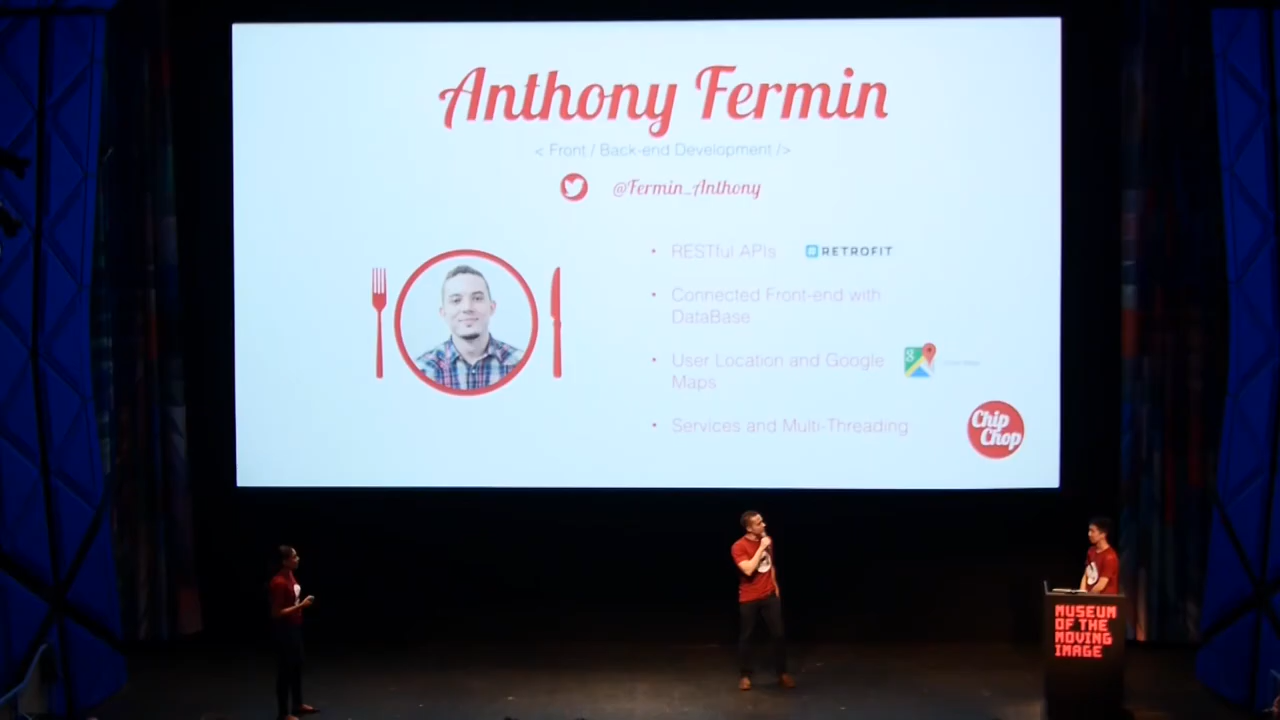 Anthony Fermin
< Front / Back-end Development />
@Fermin_Anthony
• RESTful APIs
RETROFIT
• Connected Front-end with
DataBase
• User Location and Google
Maps
g
• Services and Multi-Threading
Chip
Chop
MUSEUM
OF THE
MOVING
IMAGE